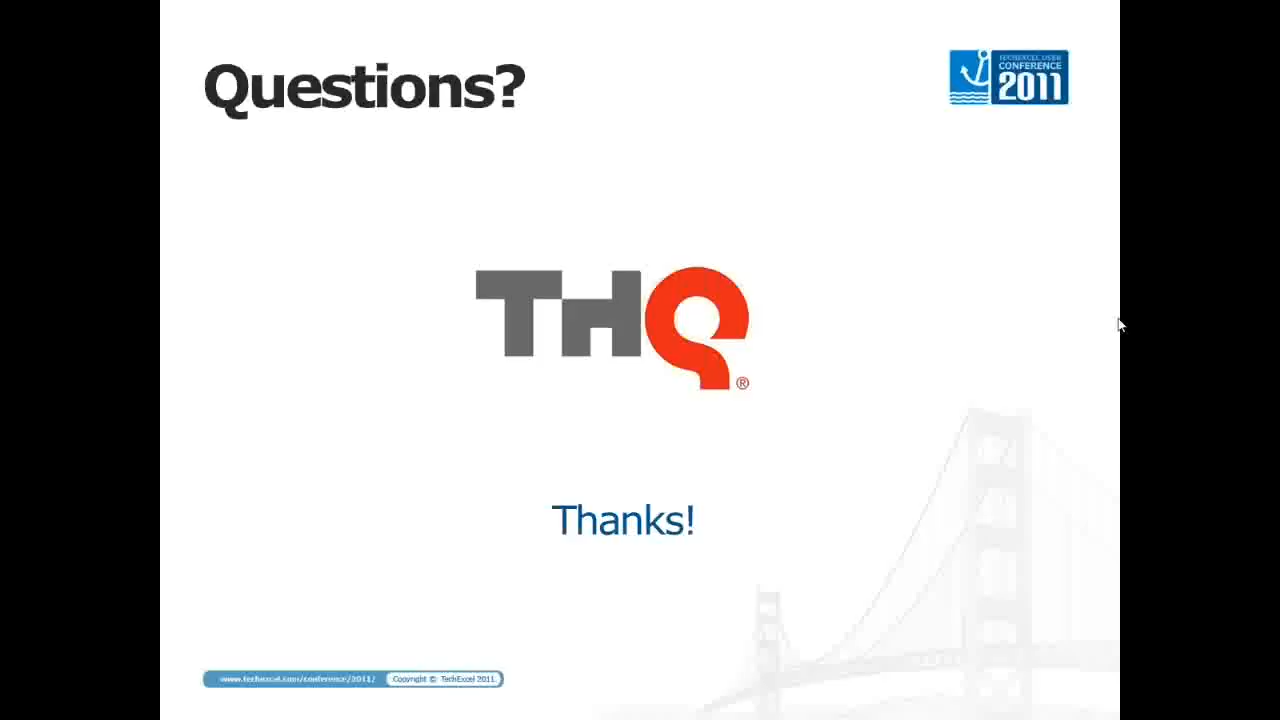 Questions?
TECHEXCEL USER
CONFERENCE
2011
THQ
®
Thanks!
www.techexcel.com/conference/2011/
Copyright © TechExcel 2011